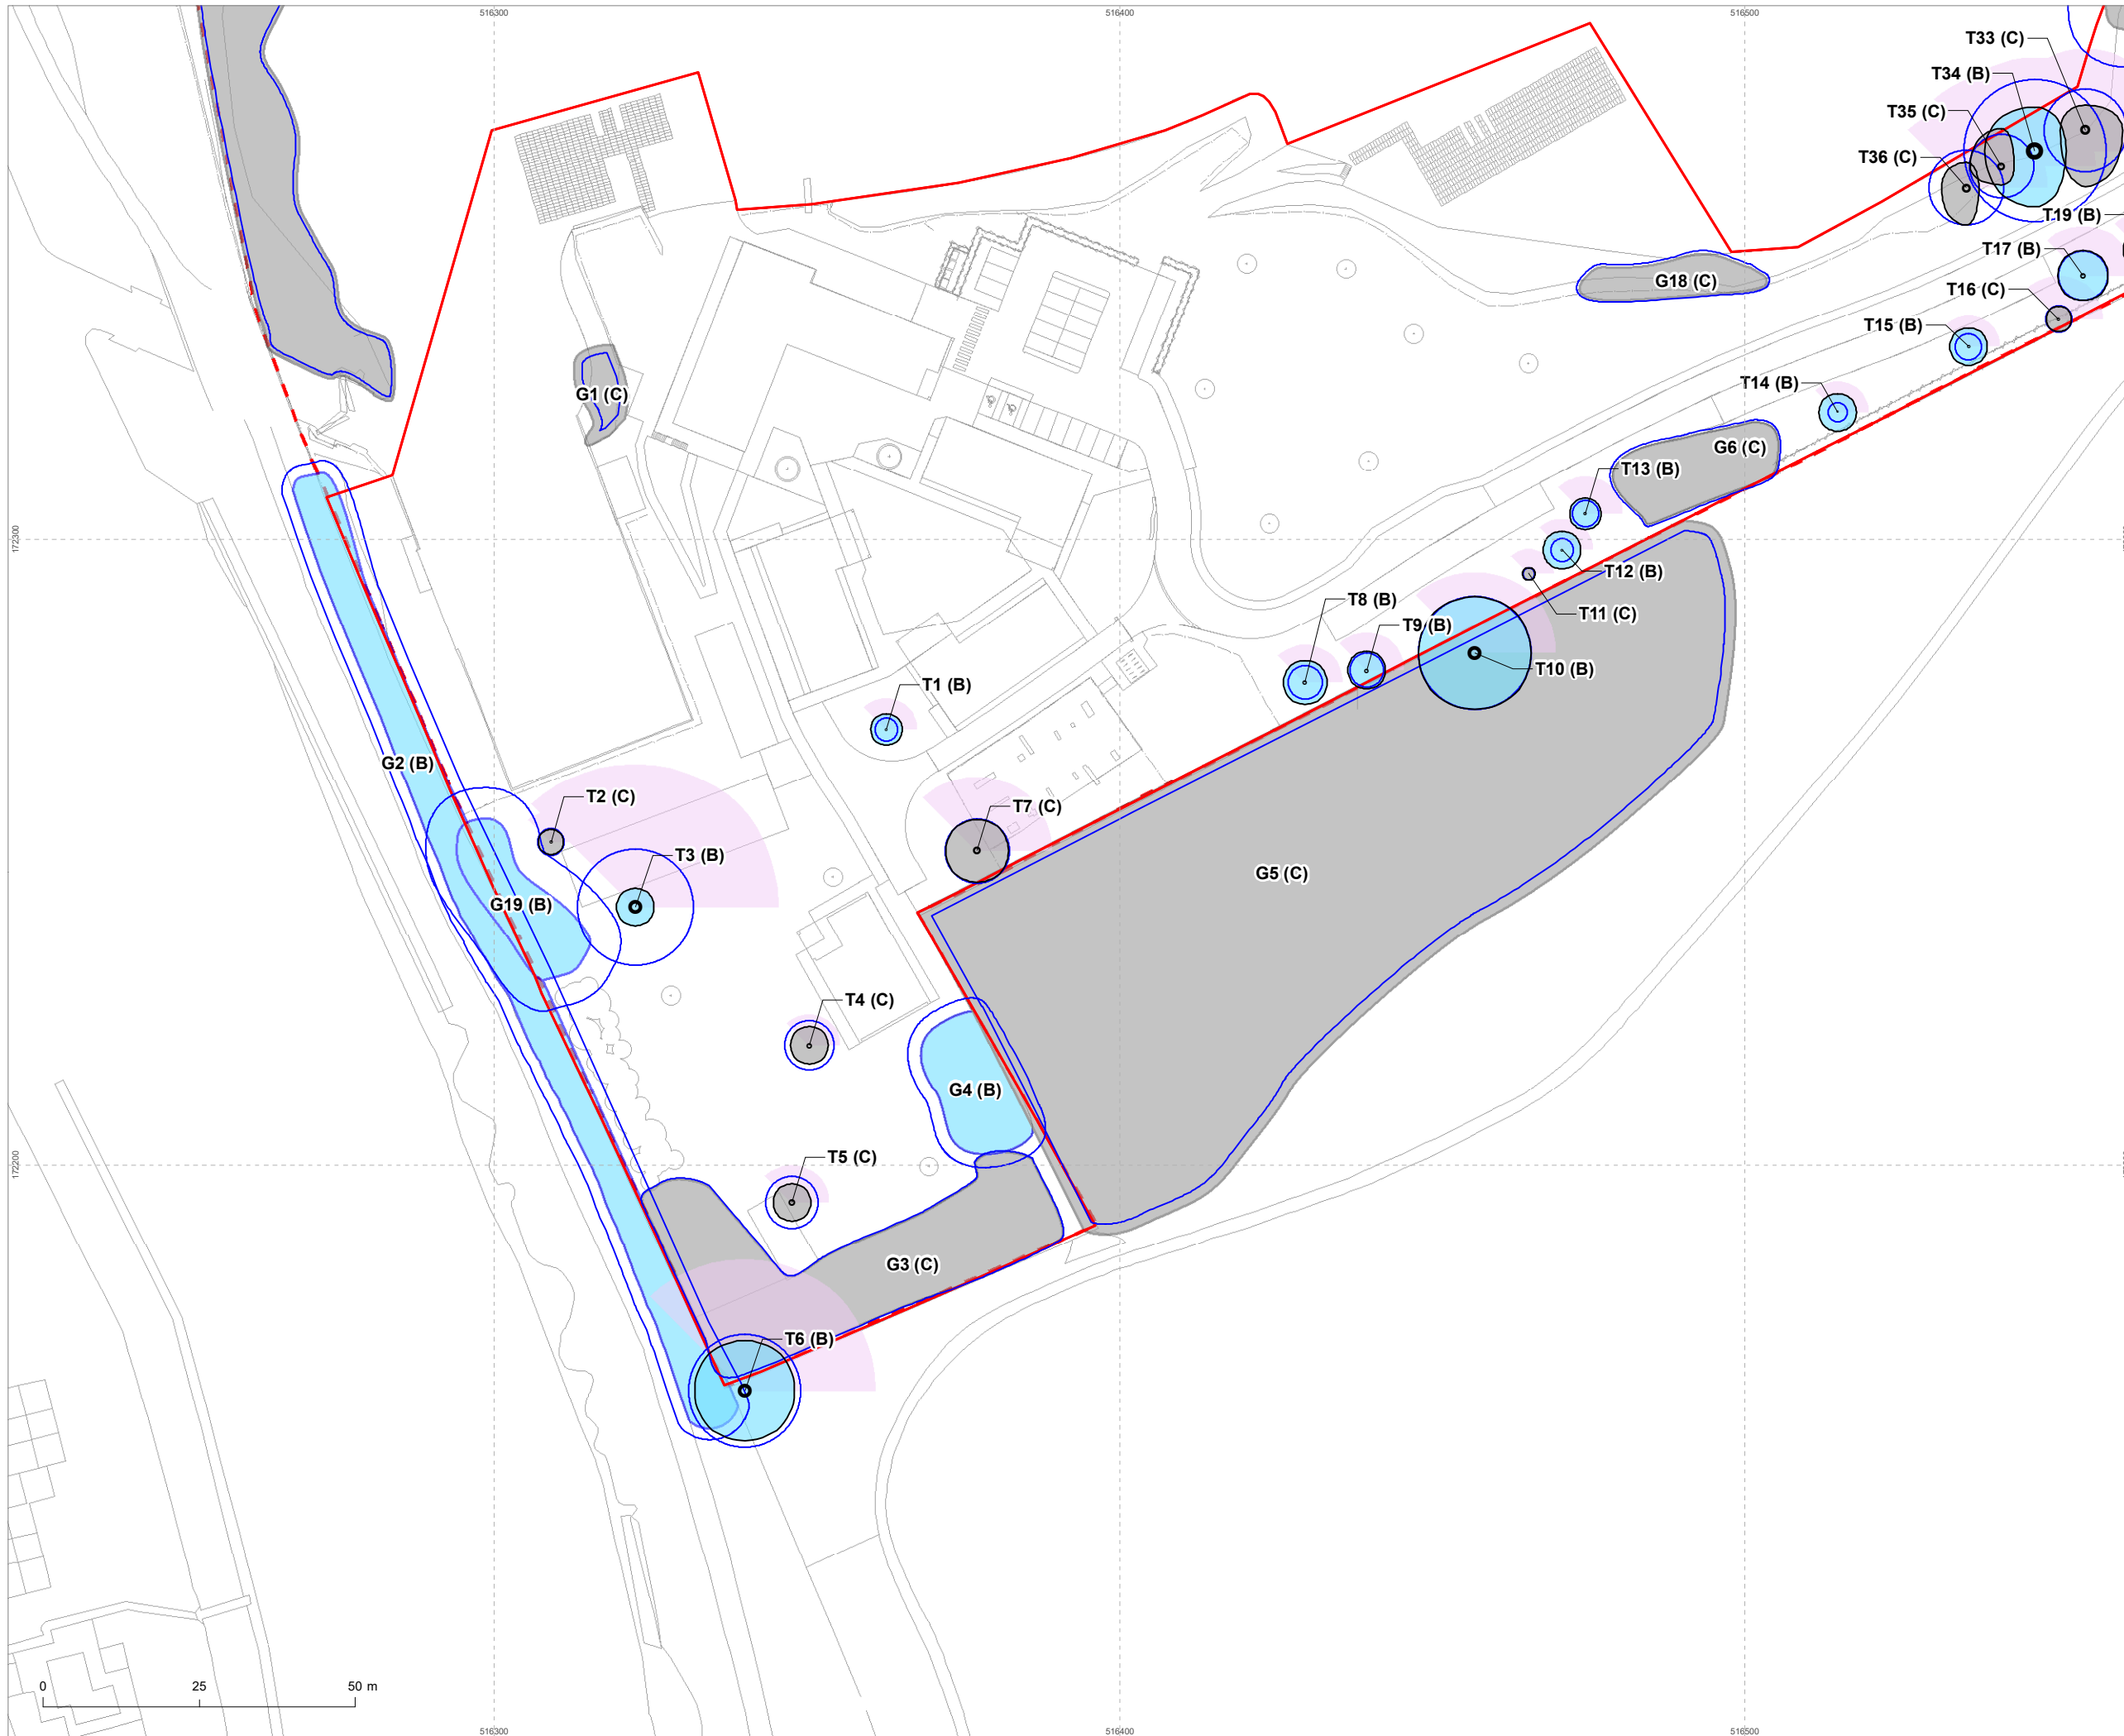 516300
516400
516500
T33 (C)
T34 (B)
T35 (C)
T36 (C)
T19 (B)
T17 (B)
G18 (C)
T16 (C)
T15 (B)
T14 (B)
G1 (C)
G6 (C)
T13 (B)
172300
T12 (B)
T8 (B)
T11 (C)
T9 (B)
T10 (B)
T1 (B)
G2 (B)
T2 (C)
T7 (C)
T3 (B)
G5 (C)
G19 (B)
T4 (C)
G4 (B)
T5 (C)
172200
G3 (C)
T6 (B)
0 25 50 m
516300
516400
516500